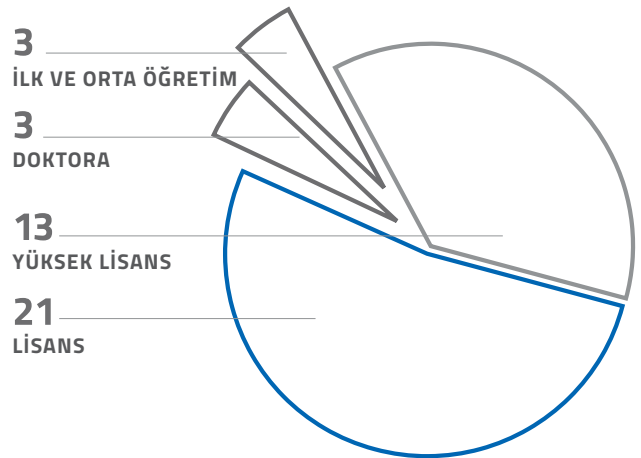 3
İLK VE ORTA ÖĞRETİM
3
DOKTORA
13
YÜKSEK LİSANS
21
LİSANS